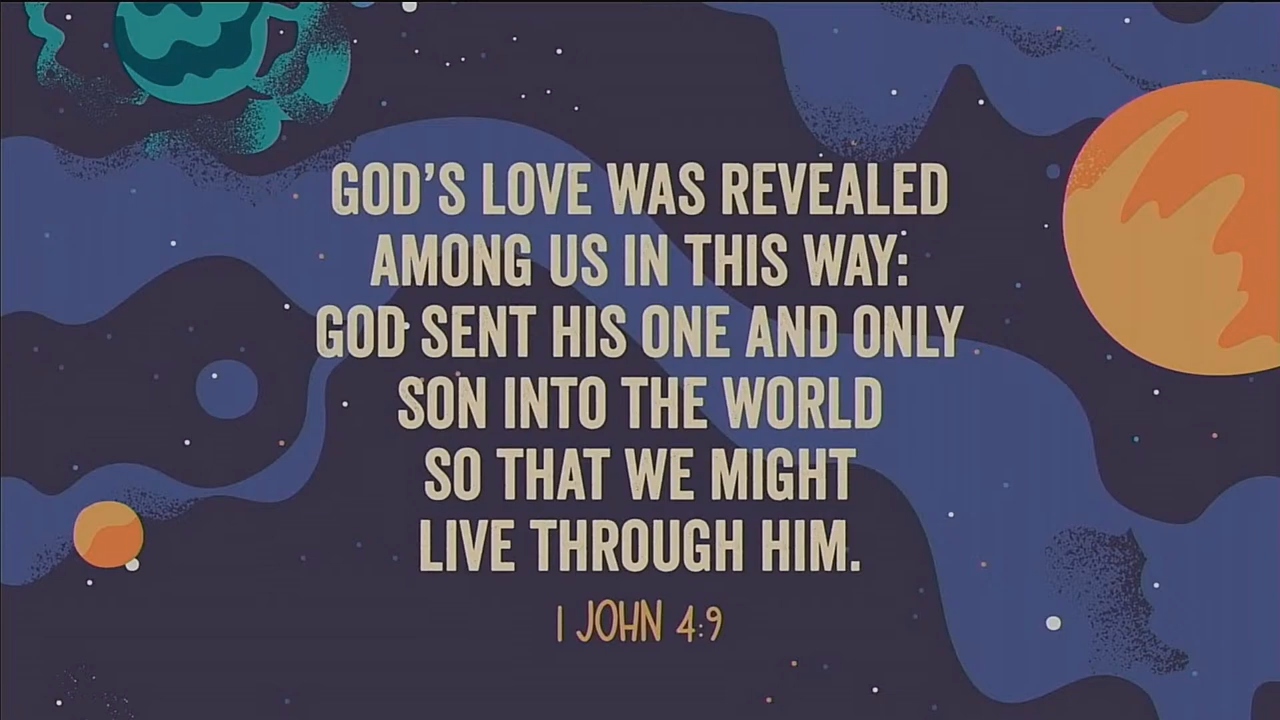 GOD'S LOVE WAS REVEALED
AMONG US IN THIS WAY:
GOD SENT HIS ONE AND ONLY
SON INTO THE WORLD
SO THAT WE MIGHT
LIVE THROUGH HIM.
1 JOHN 4:9